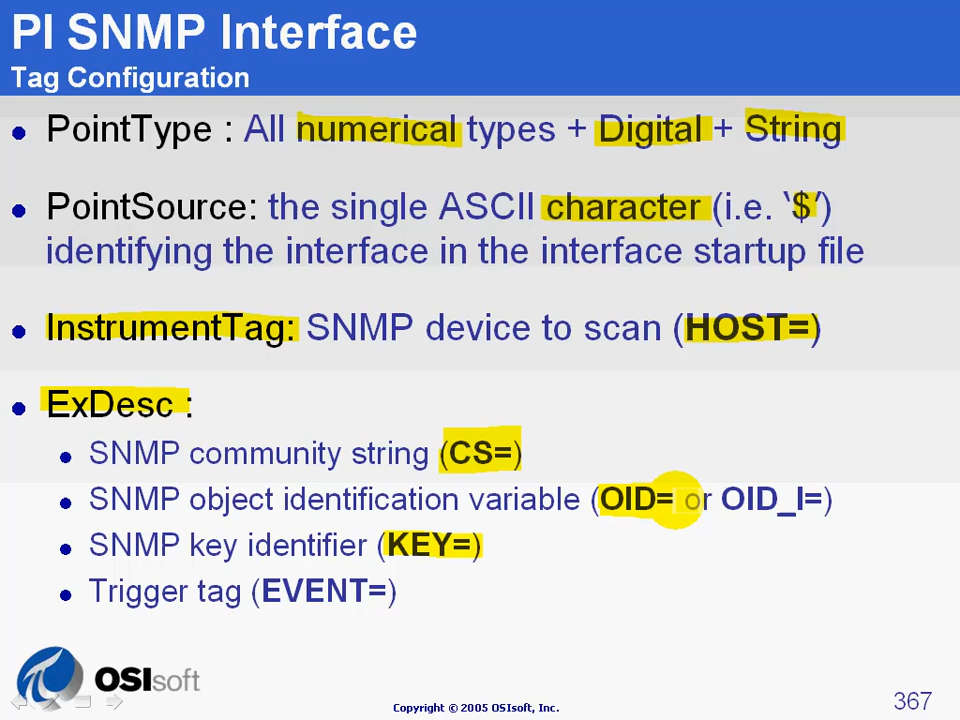 PI SNMP Interface
Tag Configuration
PointType : All numerical types + Digital + String
PointSource: the single ASCII character (i.e. ‘$’)
identifying the interface in the interface startup file
InstrumentTag: SNMP device to scan (HOST=)
ExDesc :
SNMP community string (CS=)
SNMP object identification variable (OID= or OID_I=)
SNMP key identifier (KEY=)
Trigger tag (EVENT=)
OSIsoft
Copyright © 2005 OSIsoft, Inc.
367